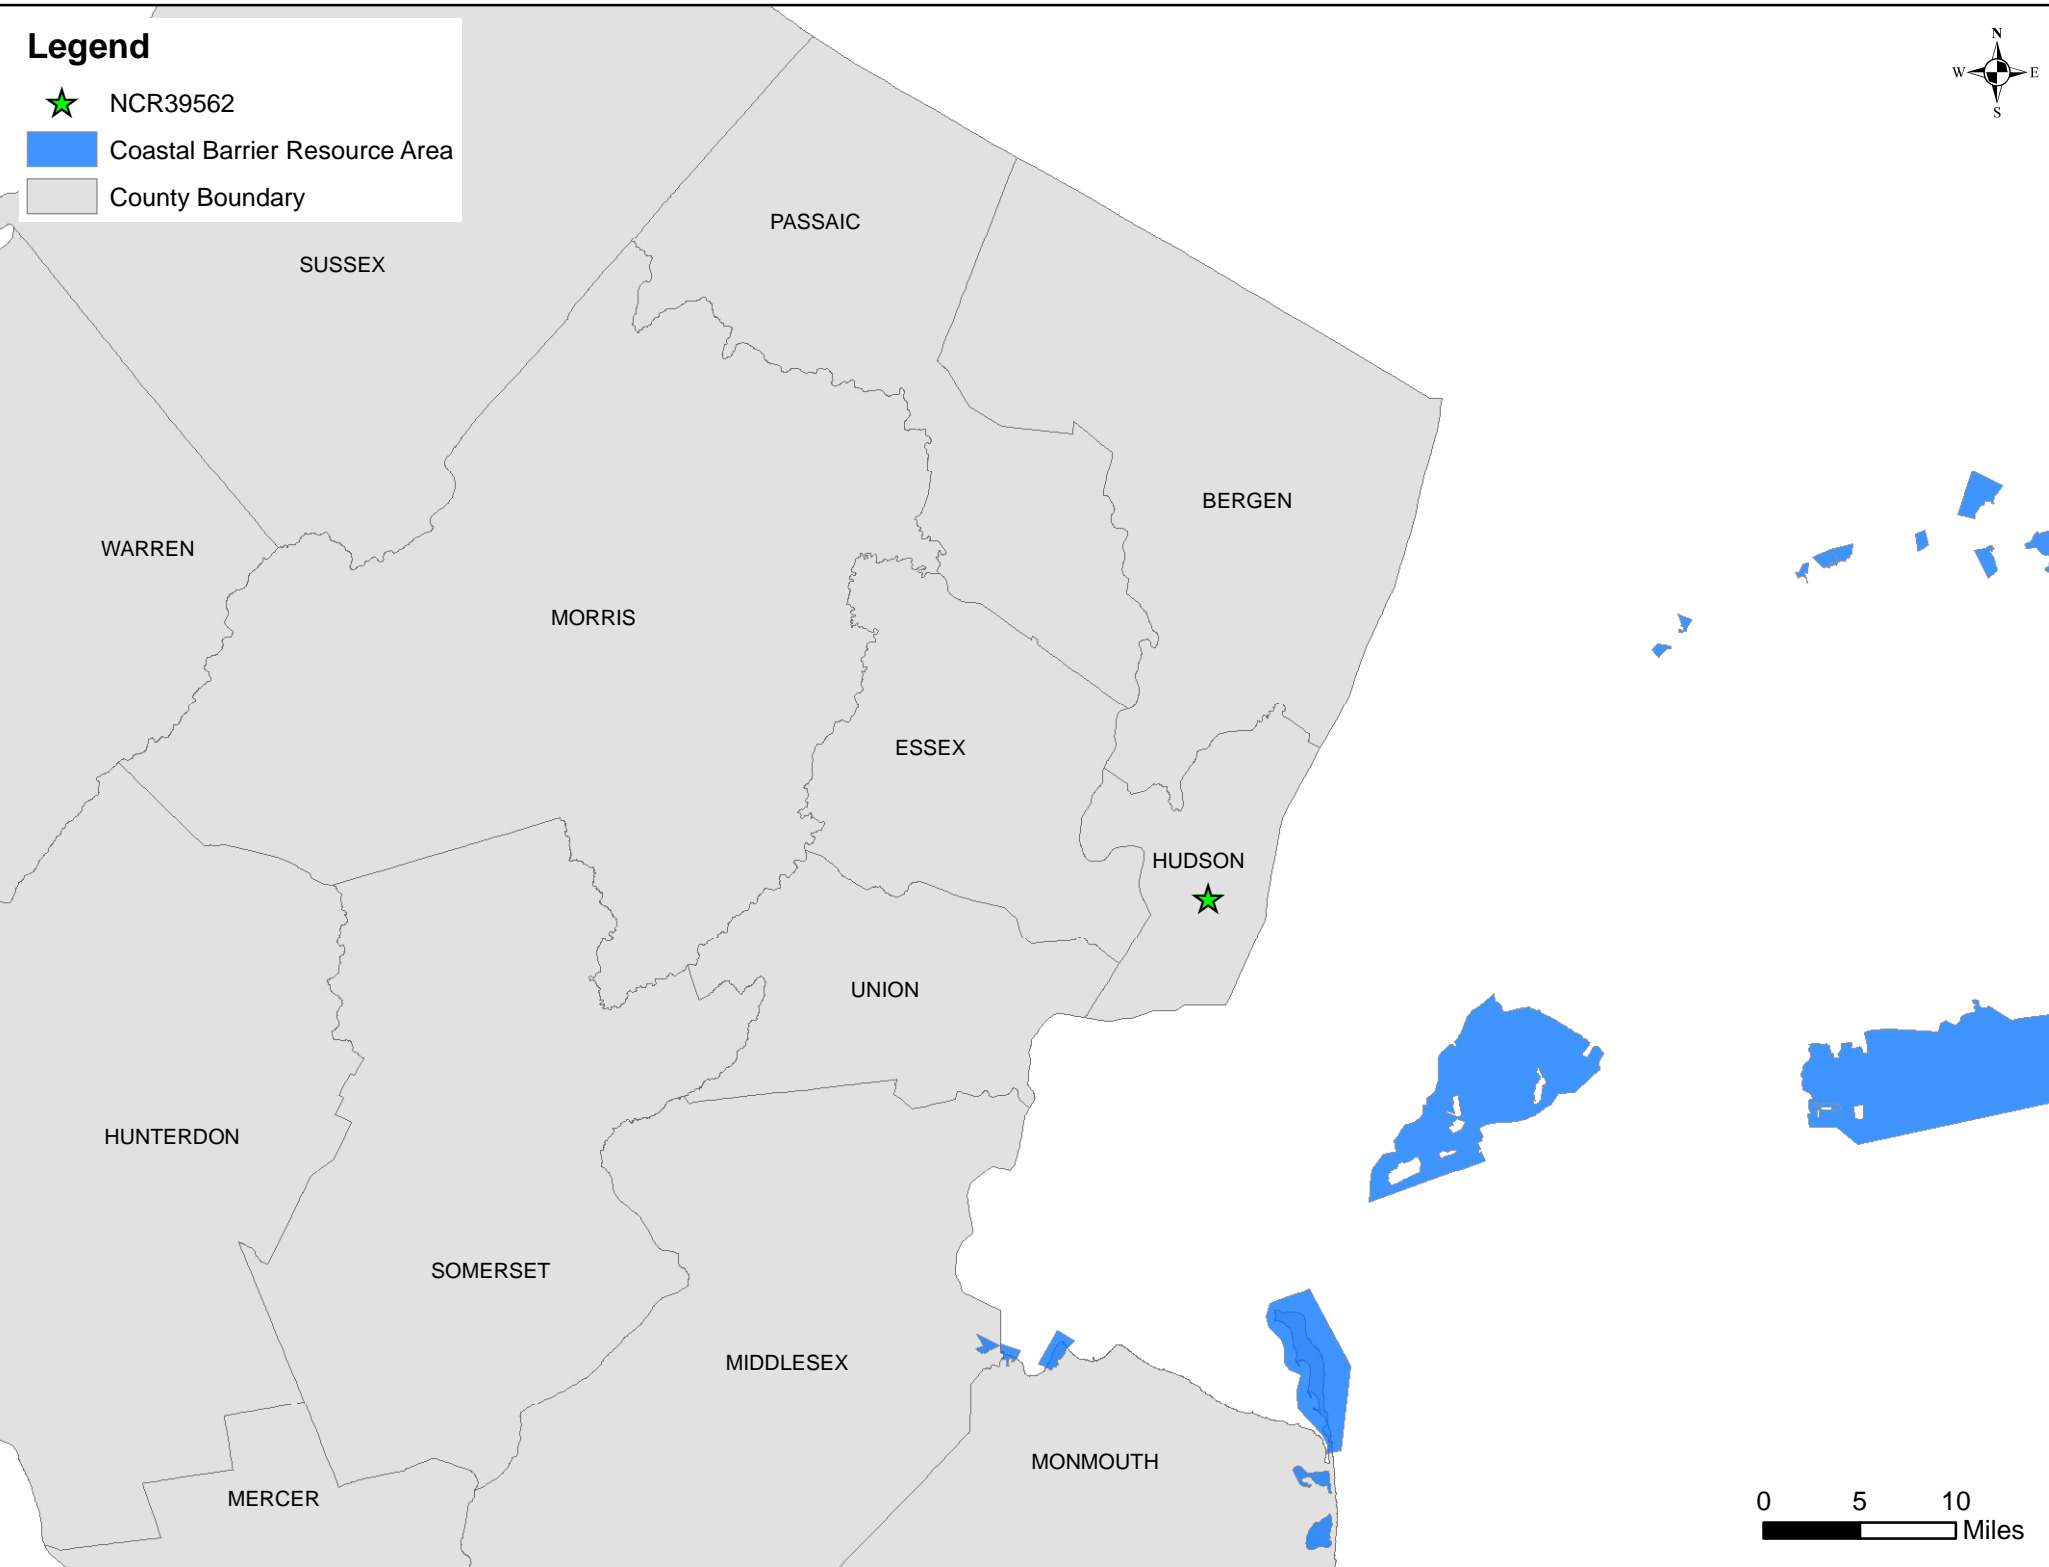 Legend
NCR39562
Coastal Barrier Resource Area
County Boundary
N
W E
S
PASSAIC
SUSSEX
BERGEN
WARREN
MORRIS
ESSEX
HUDSON
UNION
HUNTERDON
SOMERSET
MIDDLESEX
MONMOUTH
MERCER
0 5 10
Miles